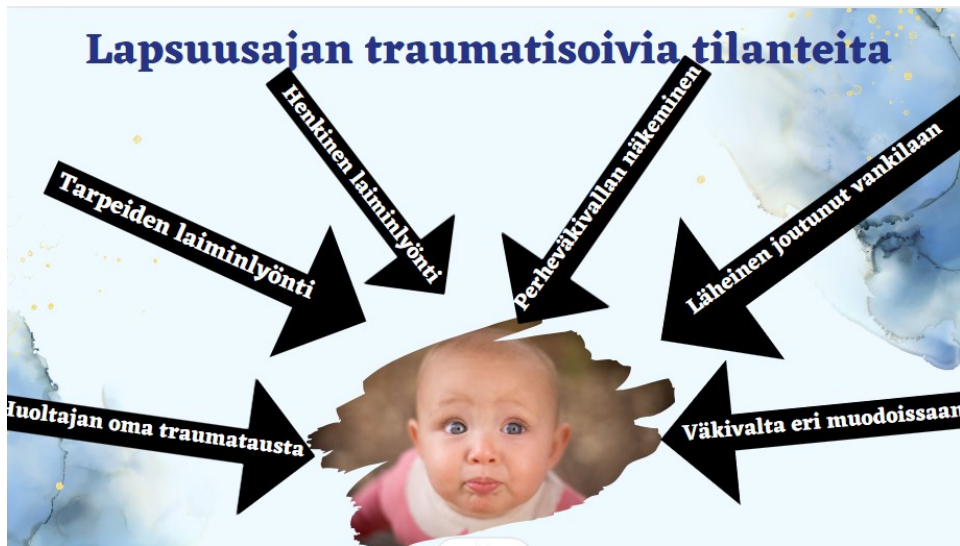 Lapsuusajan traumatisoivia tilanteita
Henkinen laiminlyönti
Perheväkivallan näkeminen
Tarpeiden laiminlyönti
Läheinen joutunut vankilaan
Huoltajan oma traumatausta
Väkivalta eri muodoissaan